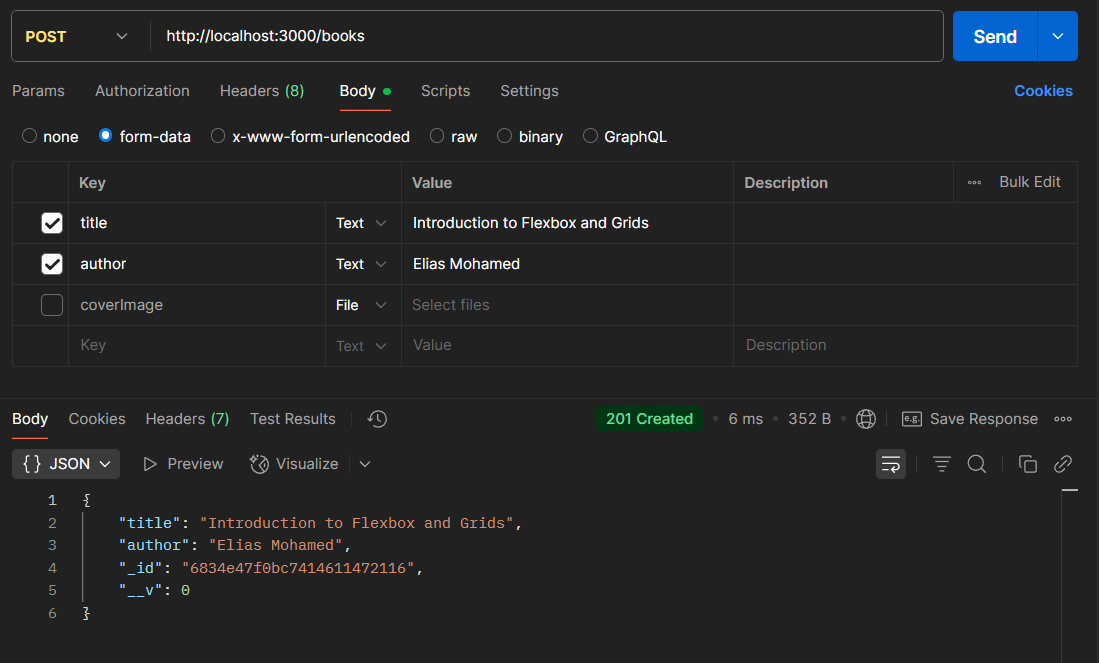 POST http://localhost:3000/books Send
Params Authorization Headers (8) Body Scripts Settings Cookies
none form-data x-www-form-urlencoded raw binary GraphQL
Key Value Description Bulk Edit
title Text Introduction to Flexbox and Grids
author Text Elias Mohamed
coverImage File Select files
Key Text Value Description
Body Cookies Headers (7) Test Results 201 Created 6 ms 352 B e.g. Save Response
{} JSON Preview Visualize
1 {
2 "title": "Introduction to Flexbox and Grids",
3 "author": "Elias Mohamed",
4 "_id": "6834e47f0bc7414611472116",
5 "__v": 0
6 }